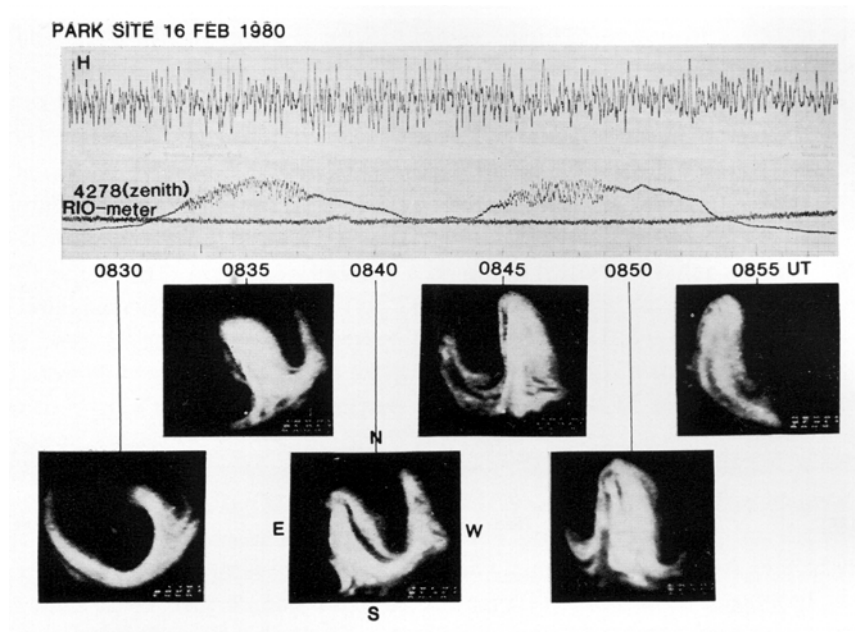 PARK SITE 16 FEB 1980
H
4278(zenith)
RIO-meter
0830 0835 0840 0845 0850 0855 UT
N
E W
S